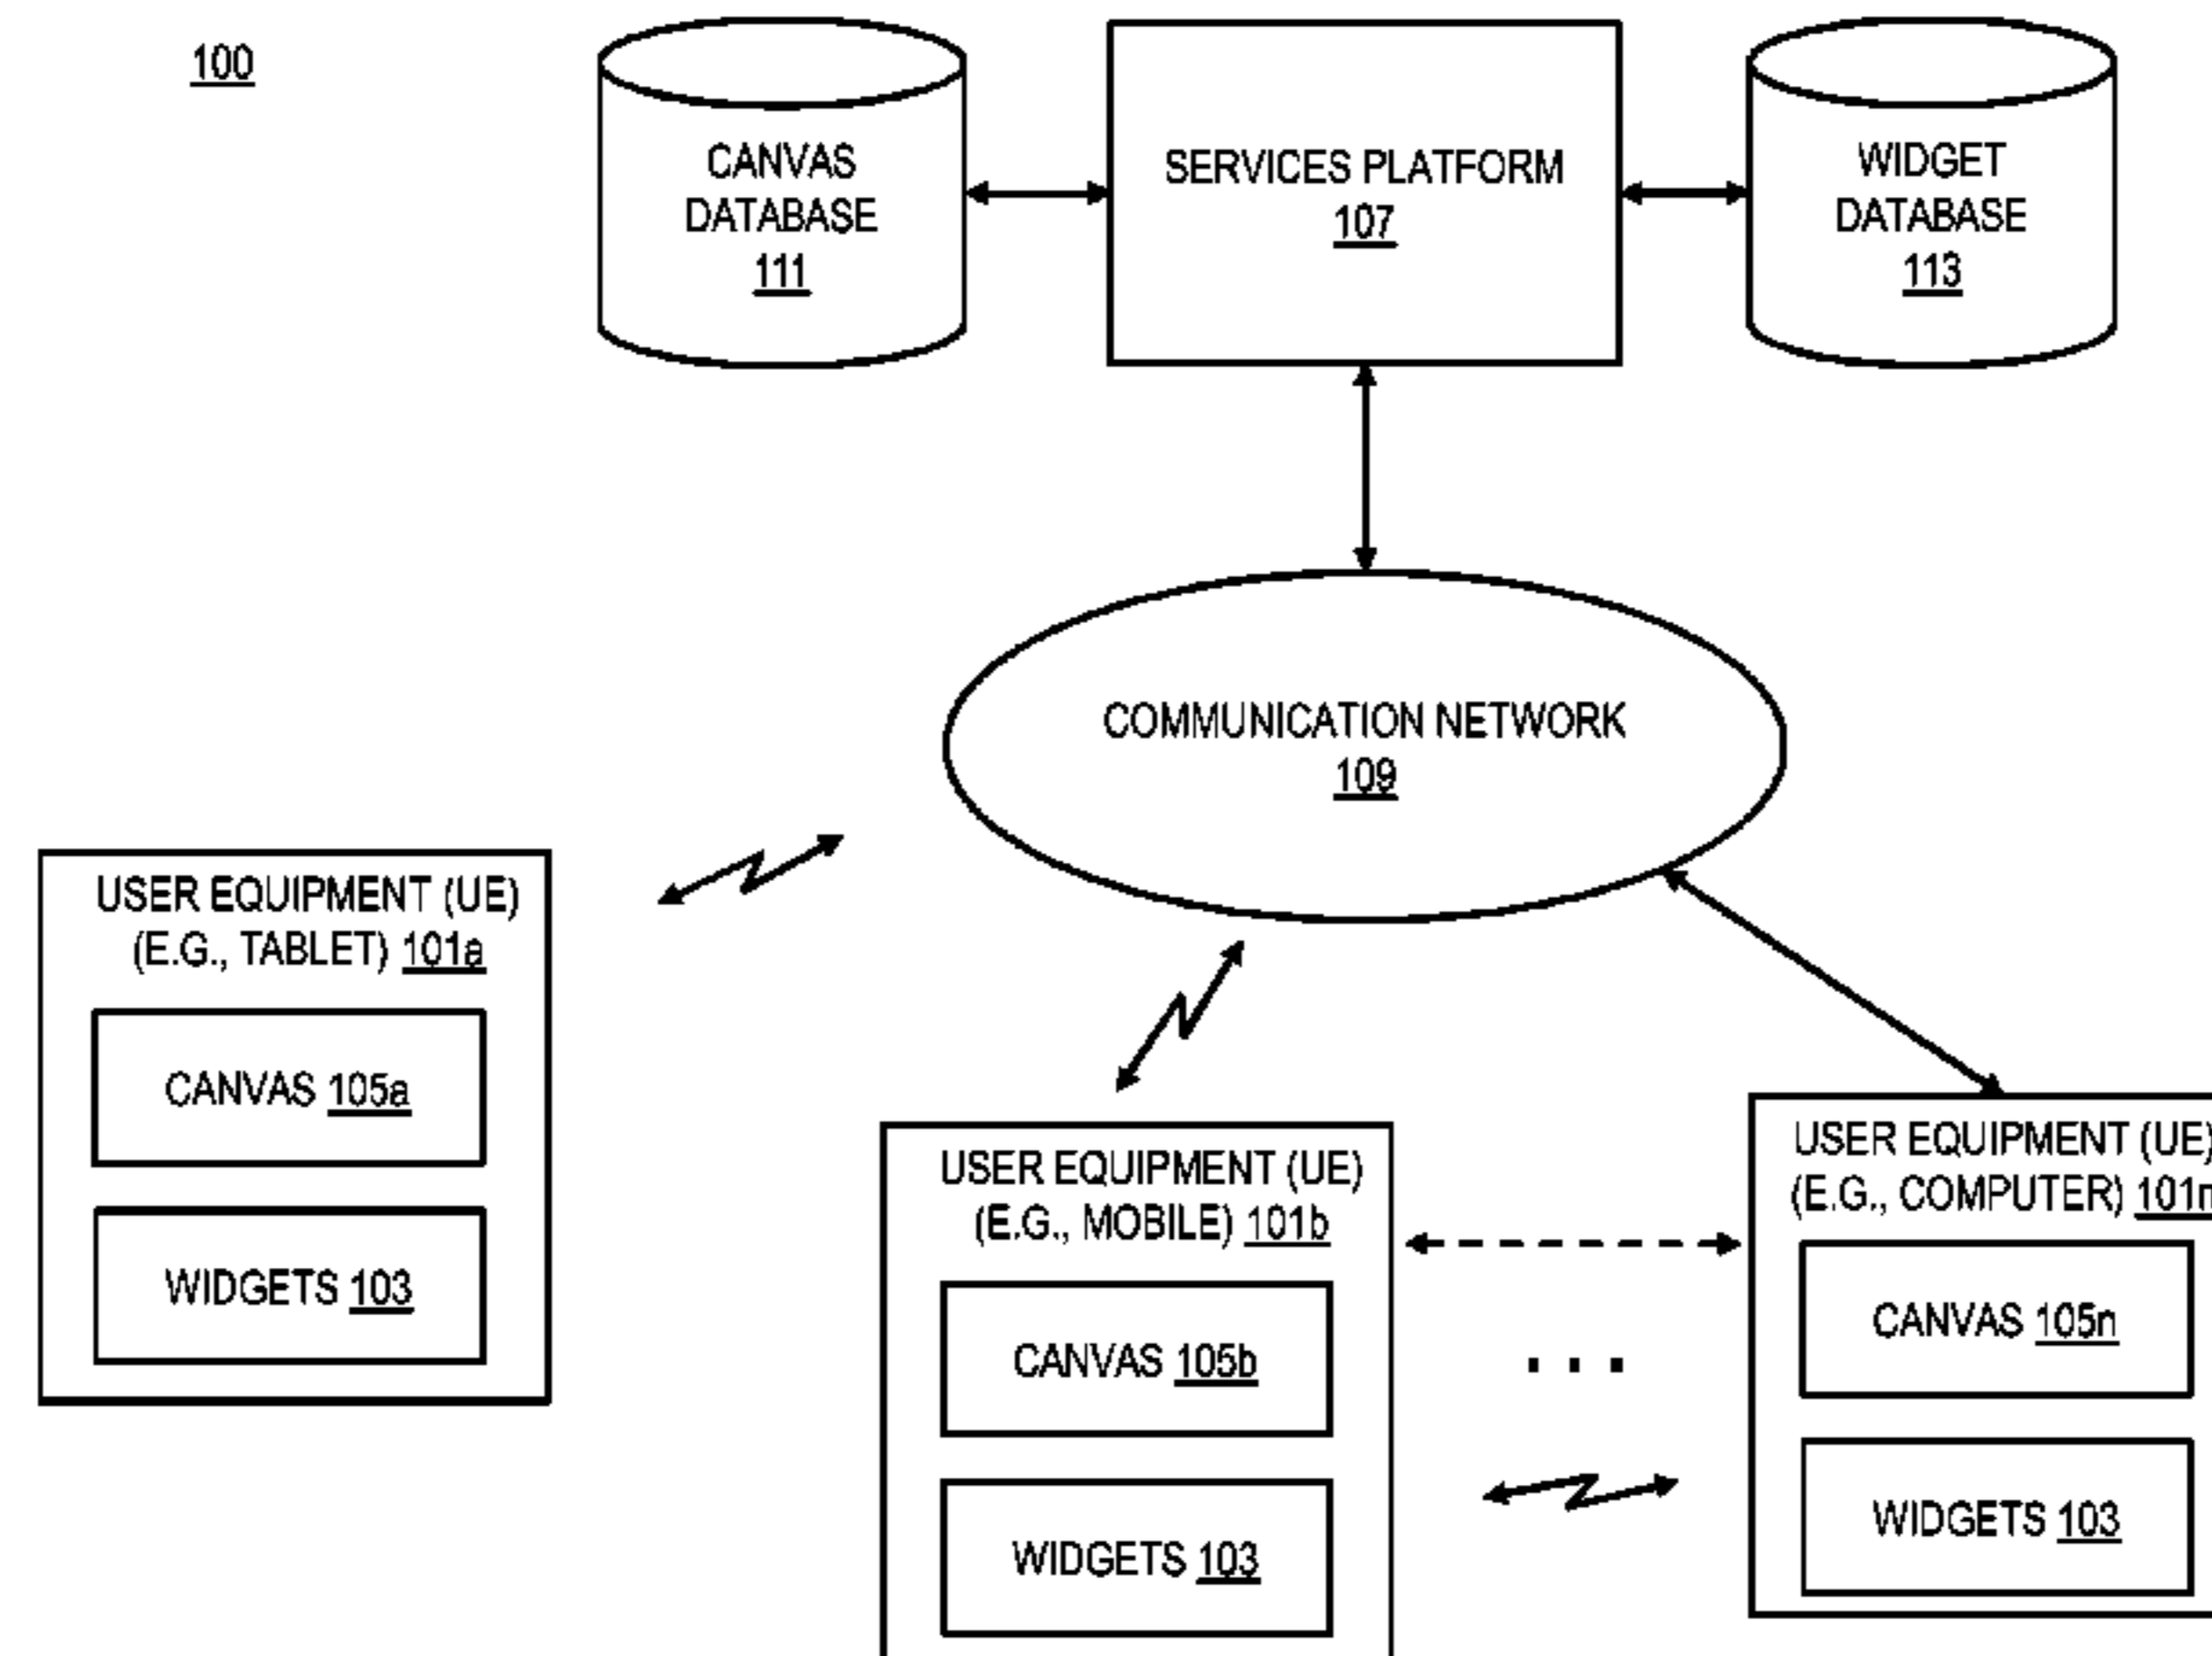 100
CANVAS
DATABASE
111
SERVICES PLATFORM
107
WIDGET
DATABASE
113
COMMUNICATION NETWORK
109
USER EQUIPMENT (UE)
(E.G., TABLET) 101a
CANVAS 105a
WIDGETS 103
USER EQUIPMENT (UE)
(E.G., MOBILE) 101b
CANVAS 105b
WIDGETS 103
USER EQUIPMENT (UE)
(E.G., COMPUTER) 101n
. . .
CANVAS 105n
WIDGETS 103